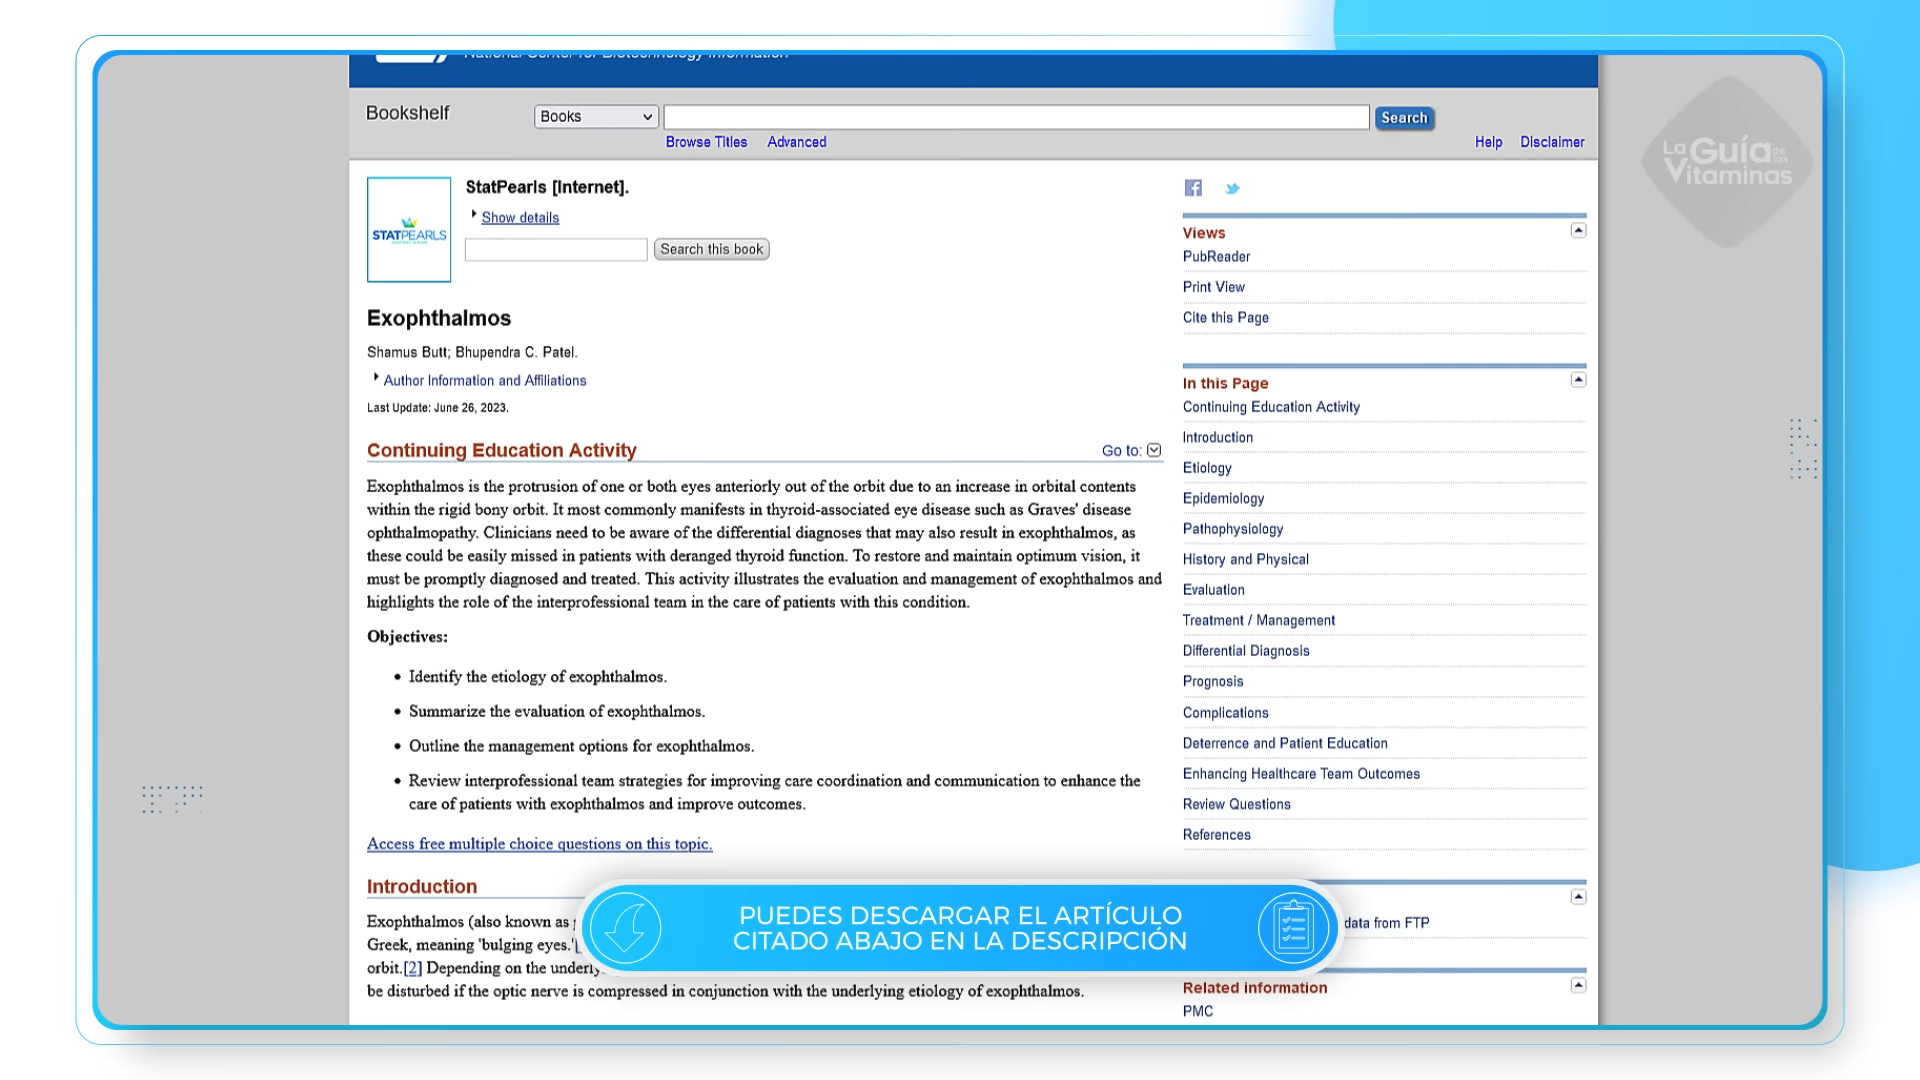 National Center for Biotechnology Information
Bookshelf
Books
Search
Browse Titles Advanced
Help Disclaimer
La Guía de las Vitaminas
STATPEARLS
StatPearls [Internet].
Show details
Search this book
Exophthalmos
Shamus Butt; Bhupendra C. Patel.
Author Information and Affiliations
Last Update: June 26, 2023.
Continuing Education Activity
Go to:
Exophthalmos is the protrusion of one or both eyes anteriorly out of the orbit due to an increase in orbital contents
within the rigid bony orbit. It most commonly manifests in thyroid-associated eye disease such as Graves' disease
ophthalmopathy. Clinicians need to be aware of the differential diagnoses that may also result in exophthalmos, as
these could be easily missed in patients with deranged thyroid function. To restore and maintain optimum vision, it
must be promptly diagnosed and treated. This activity illustrates the evaluation and management of exophthalmos and
highlights the role of the interprofessional team in the care of patients with this condition.
Objectives:
• Identify the etiology of exophthalmos.
• Summarize the evaluation of exophthalmos.
• Outline the management options for exophthalmos.
• Review interprofessional team strategies for improving care coordination and communication to enhance the
care of patients with exophthalmos and improve outcomes.
Access free multiple choice questions on this topic.
Introduction
Exophthalmos (also known as
Greek, meaning 'bulging eyes.'
orbit.[2] Depending on the underly
be disturbed if the optic nerve is compressed in conjunction with the underlying etiology of exophthalmos.
Views
PubReader
Print View
Cite this Page
In this Page
Continuing Education Activity
Introduction
Etiology
Epidemiology
Pathophysiology
History and Physical
Evaluation
Treatment / Management
Differential Diagnosis
Prognosis
Complications
Deterrence and Patient Education
Enhancing Healthcare Team Outcomes
Review Questions
References
data from FTP
Related information
PMC
PUEDES DESCARGAR EL ARTÍCULO
CITADO ABAJO EN LA DESCRIPCIÓN